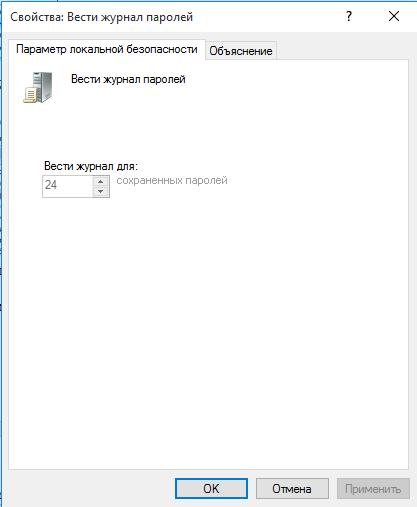 Свойства: Вести журнал паролей
? ×
Параметр локальной безопасности
Объяснение
Вести журнал паролей
Вести журнал для:
24
сохраненных паролей
OK
Отмена
Применить